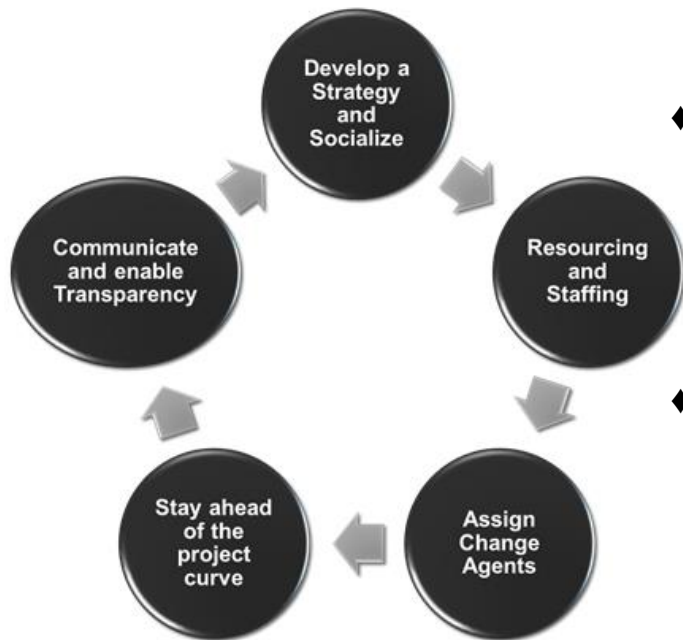 Develop a
Strategy
and
Socialize
Resourcing
and
Staffing
Assign
Change
Agents
Stay ahead
of the
project
curve
Communicate
and enable
Transparency